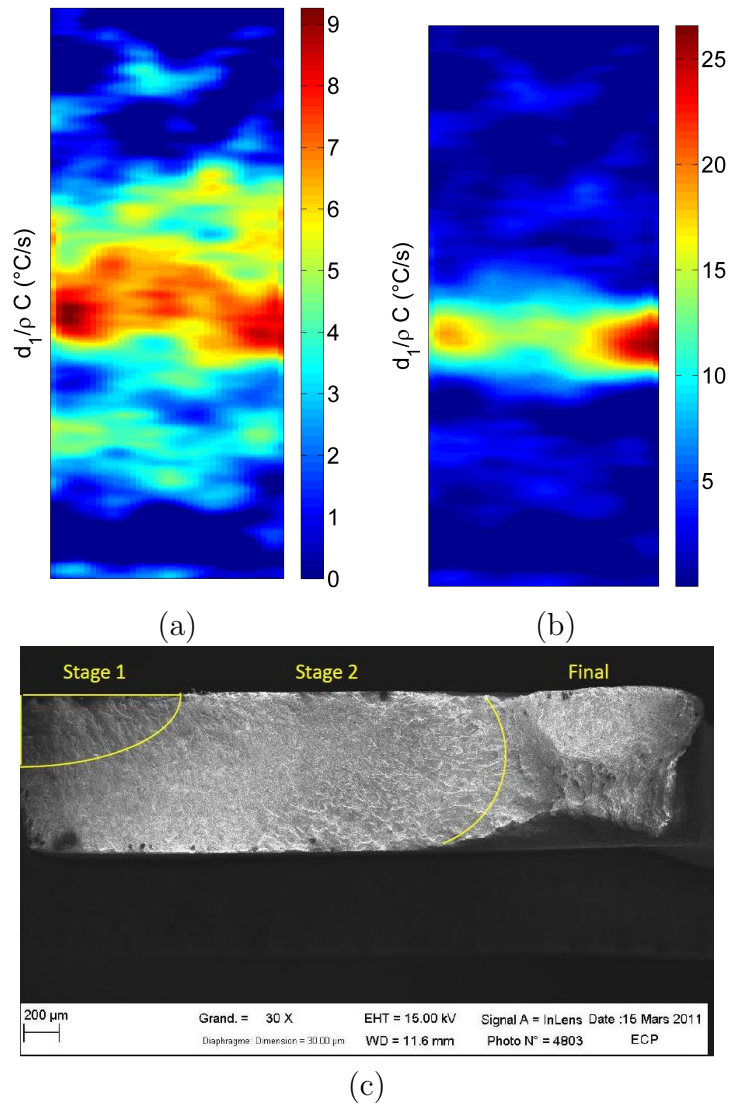 9
8
7
6
5
4
3
2
1
0
d1/ρ C (°C/s)
(a)
25
20
15
10
5
d1/ρ C (°C/s)
(b)
Stage 1 Stage 2 Final
200 µm
Grand. = 30 X EHT = 15.00 kV Signal A = InLens Date :15 Mars 2011
Diaphragme: Dimension = 30.00 µm WD = 11.6 mm Photo N° = 4803 ECP
(c)